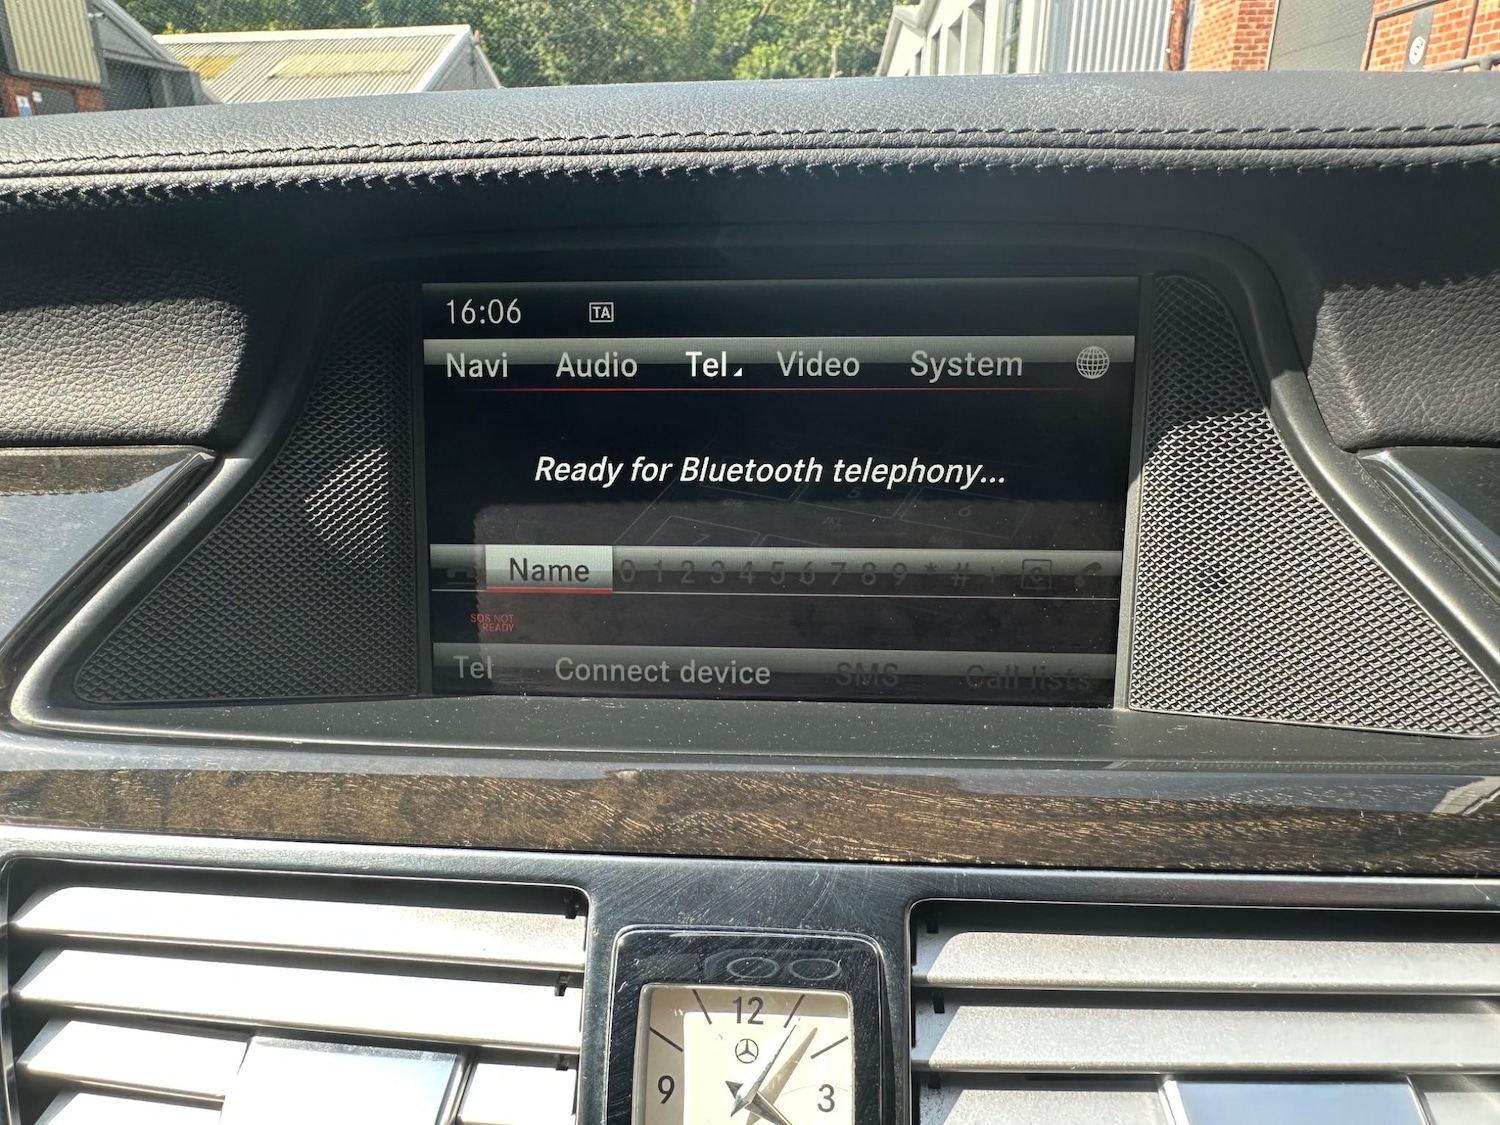 16:06 TA
Navi Audio Tel Video System
Ready for Bluetooth telephony...
Name 0 1 2 3 4 5 6 7 8 9 * # + C
SOS NOT
READY
Tel Connect device SMS Call lists
12
9 3